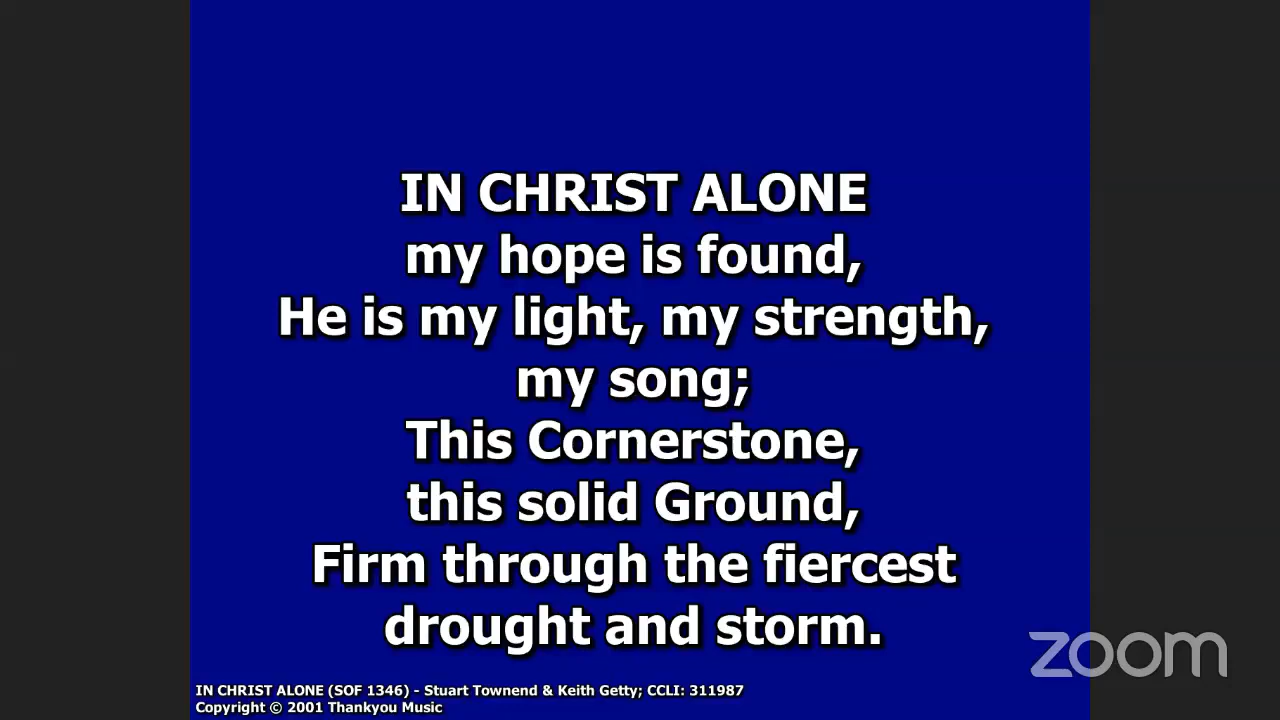 IN CHRIST ALONE
my hope is found,
He is my light, my strength,
my song;
This Cornerstone,
this solid Ground,
Firm through the fiercest
drought and storm.
zoom
IN CHRIST ALONE (SOF 1346) - Stuart Townend & Keith Getty; CCLI: 311987
Copyright © 2001 Thankyou Music